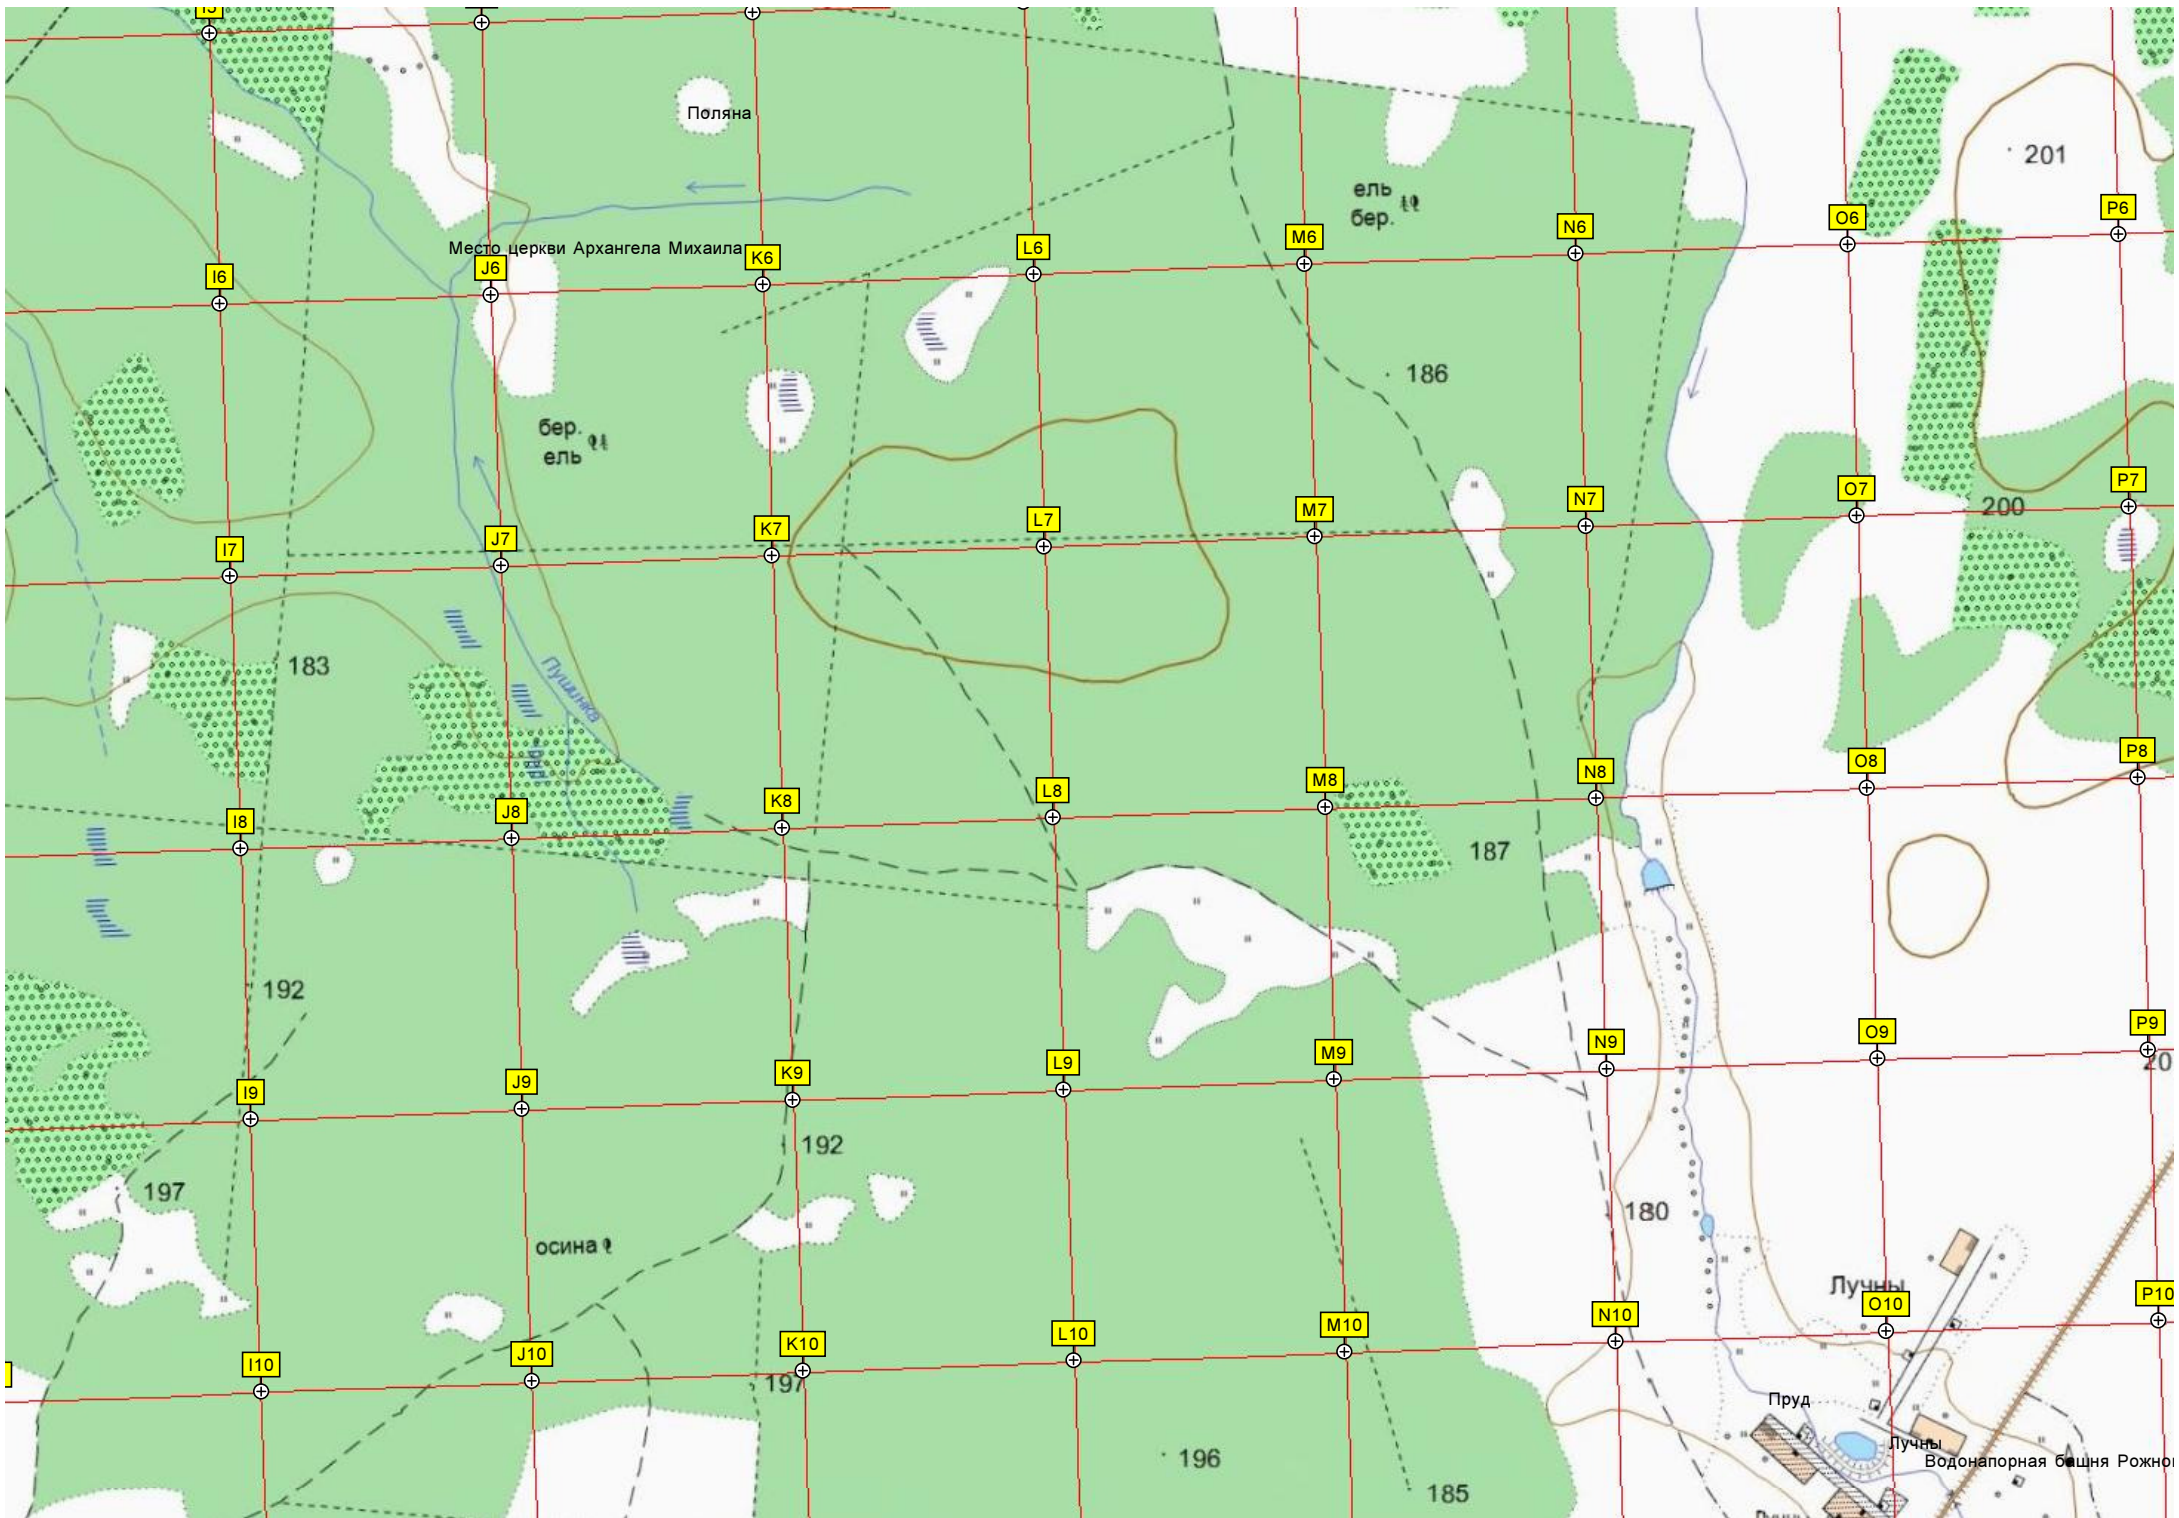 I5
Поляна
201
ель
бер.
P6
O6
N6
M6
L6
Место церкви Архангела Михаила
K6
J6
I6
186
бер.
ель
P7
O7
N7
M7
L7
K7
J7
I7
200
183
Пушинка
P8
O8
N8
M8
L8
K8
J8
I8
187
192
P9
O9
N9
M9
L9
K9
J9
I9
20
192
197
180
осина
Лучны
P10
O10
N10
M10
L10
K10
J10
I10
197
Пруд
Лучны
196
Водонапорная башня Рожно
185